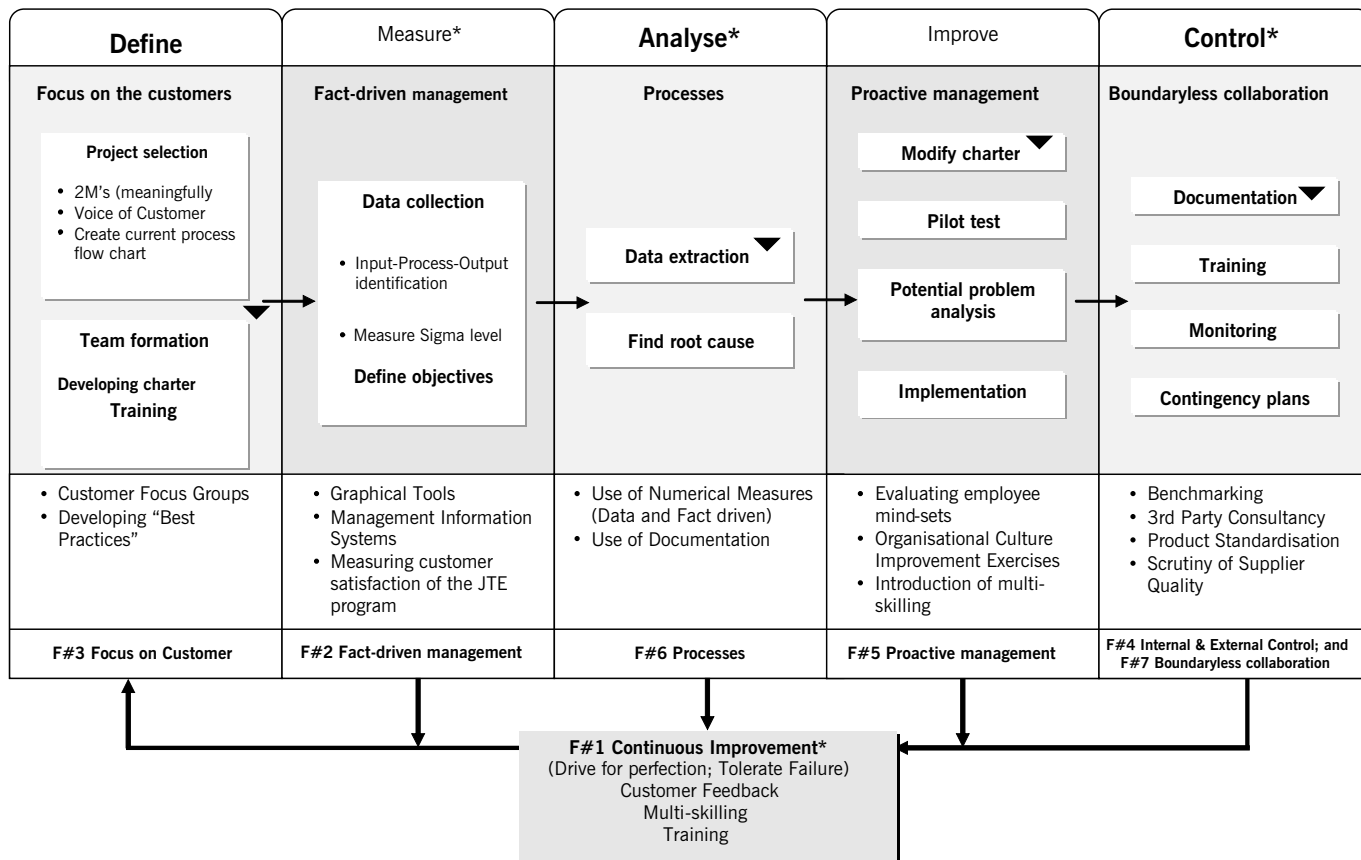 Define
Measure*
Analyse*
Improve
Control*
Focus on the customers
Fact-driven management
Processes
Proactive management
Boundaryless collaboration
Project selection
• 2M's (meaningfully
• Voice of Customer
• Create current process
flow chart
Team formation
Developing charter
Training
Data collection
• Input-Process-Output
identification
• Measure Sigma level
Define objectives
Data extraction
Find root cause
Modify charter
Pilot test
Potential problem
analysis
Implementation
Documentation
Training
Monitoring
Contingency plans
• Customer Focus Groups
• Developing “Best
Practices”
• Graphical Tools
• Management Information
Systems
• Measuring customer
satisfaction of the JTE
program
• Use of Numerical Measures
(Data and Fact driven)
• Use of Documentation
• Evaluating employee
mind-sets
• Organisational Culture
Improvement Exercises
• Introduction of multi-
skilling
• Benchmarking
• 3rd Party Consultancy
• Product Standardisation
• Scrutiny of Supplier
Quality
F#3 Focus on Customer
F#2 Fact-driven management
F#6 Processes
F#5 Proactive management
F#4 Internal & External Control; and
F#7 Boundaryless collaboration
F#1 Continuous Improvement*
(Drive for perfection; Tolerate Failure)
Customer Feedback
Multi-skilling
Training